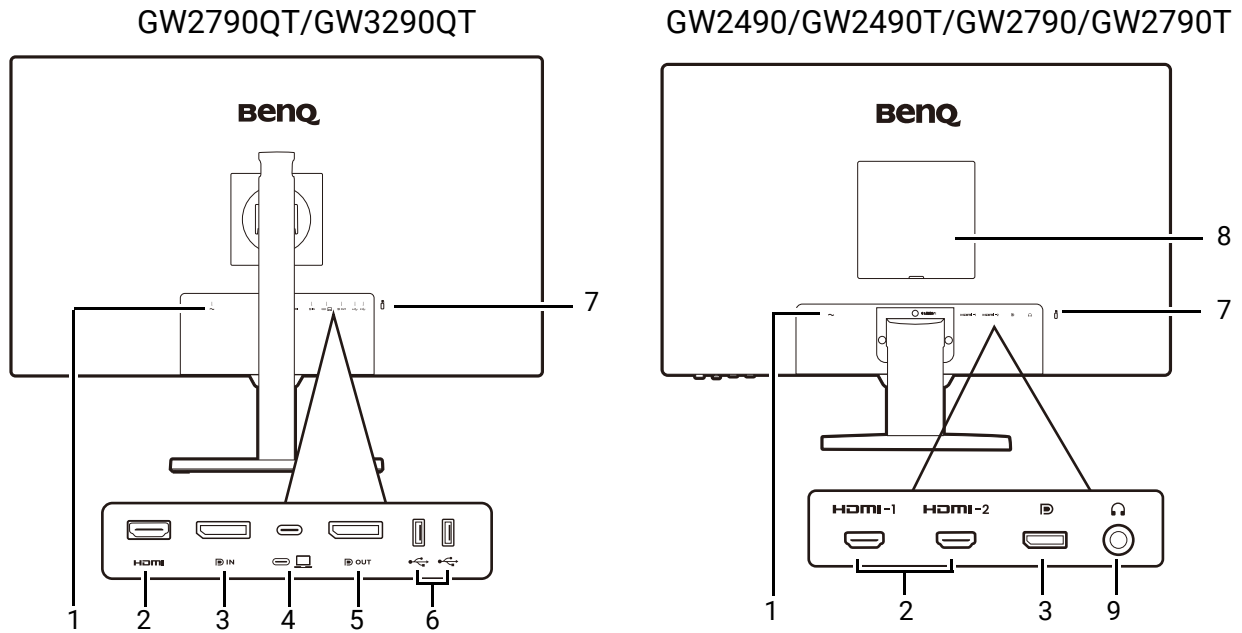 GW2790QT/GW3290QT
GW2490/GW2490T/GW2790/GW2790T
BenQ
BenQ
8
7
7
HDMI-1 HDMI-2
HDMI IN OUT
1 2 3 4 5 6
1 2 3 9